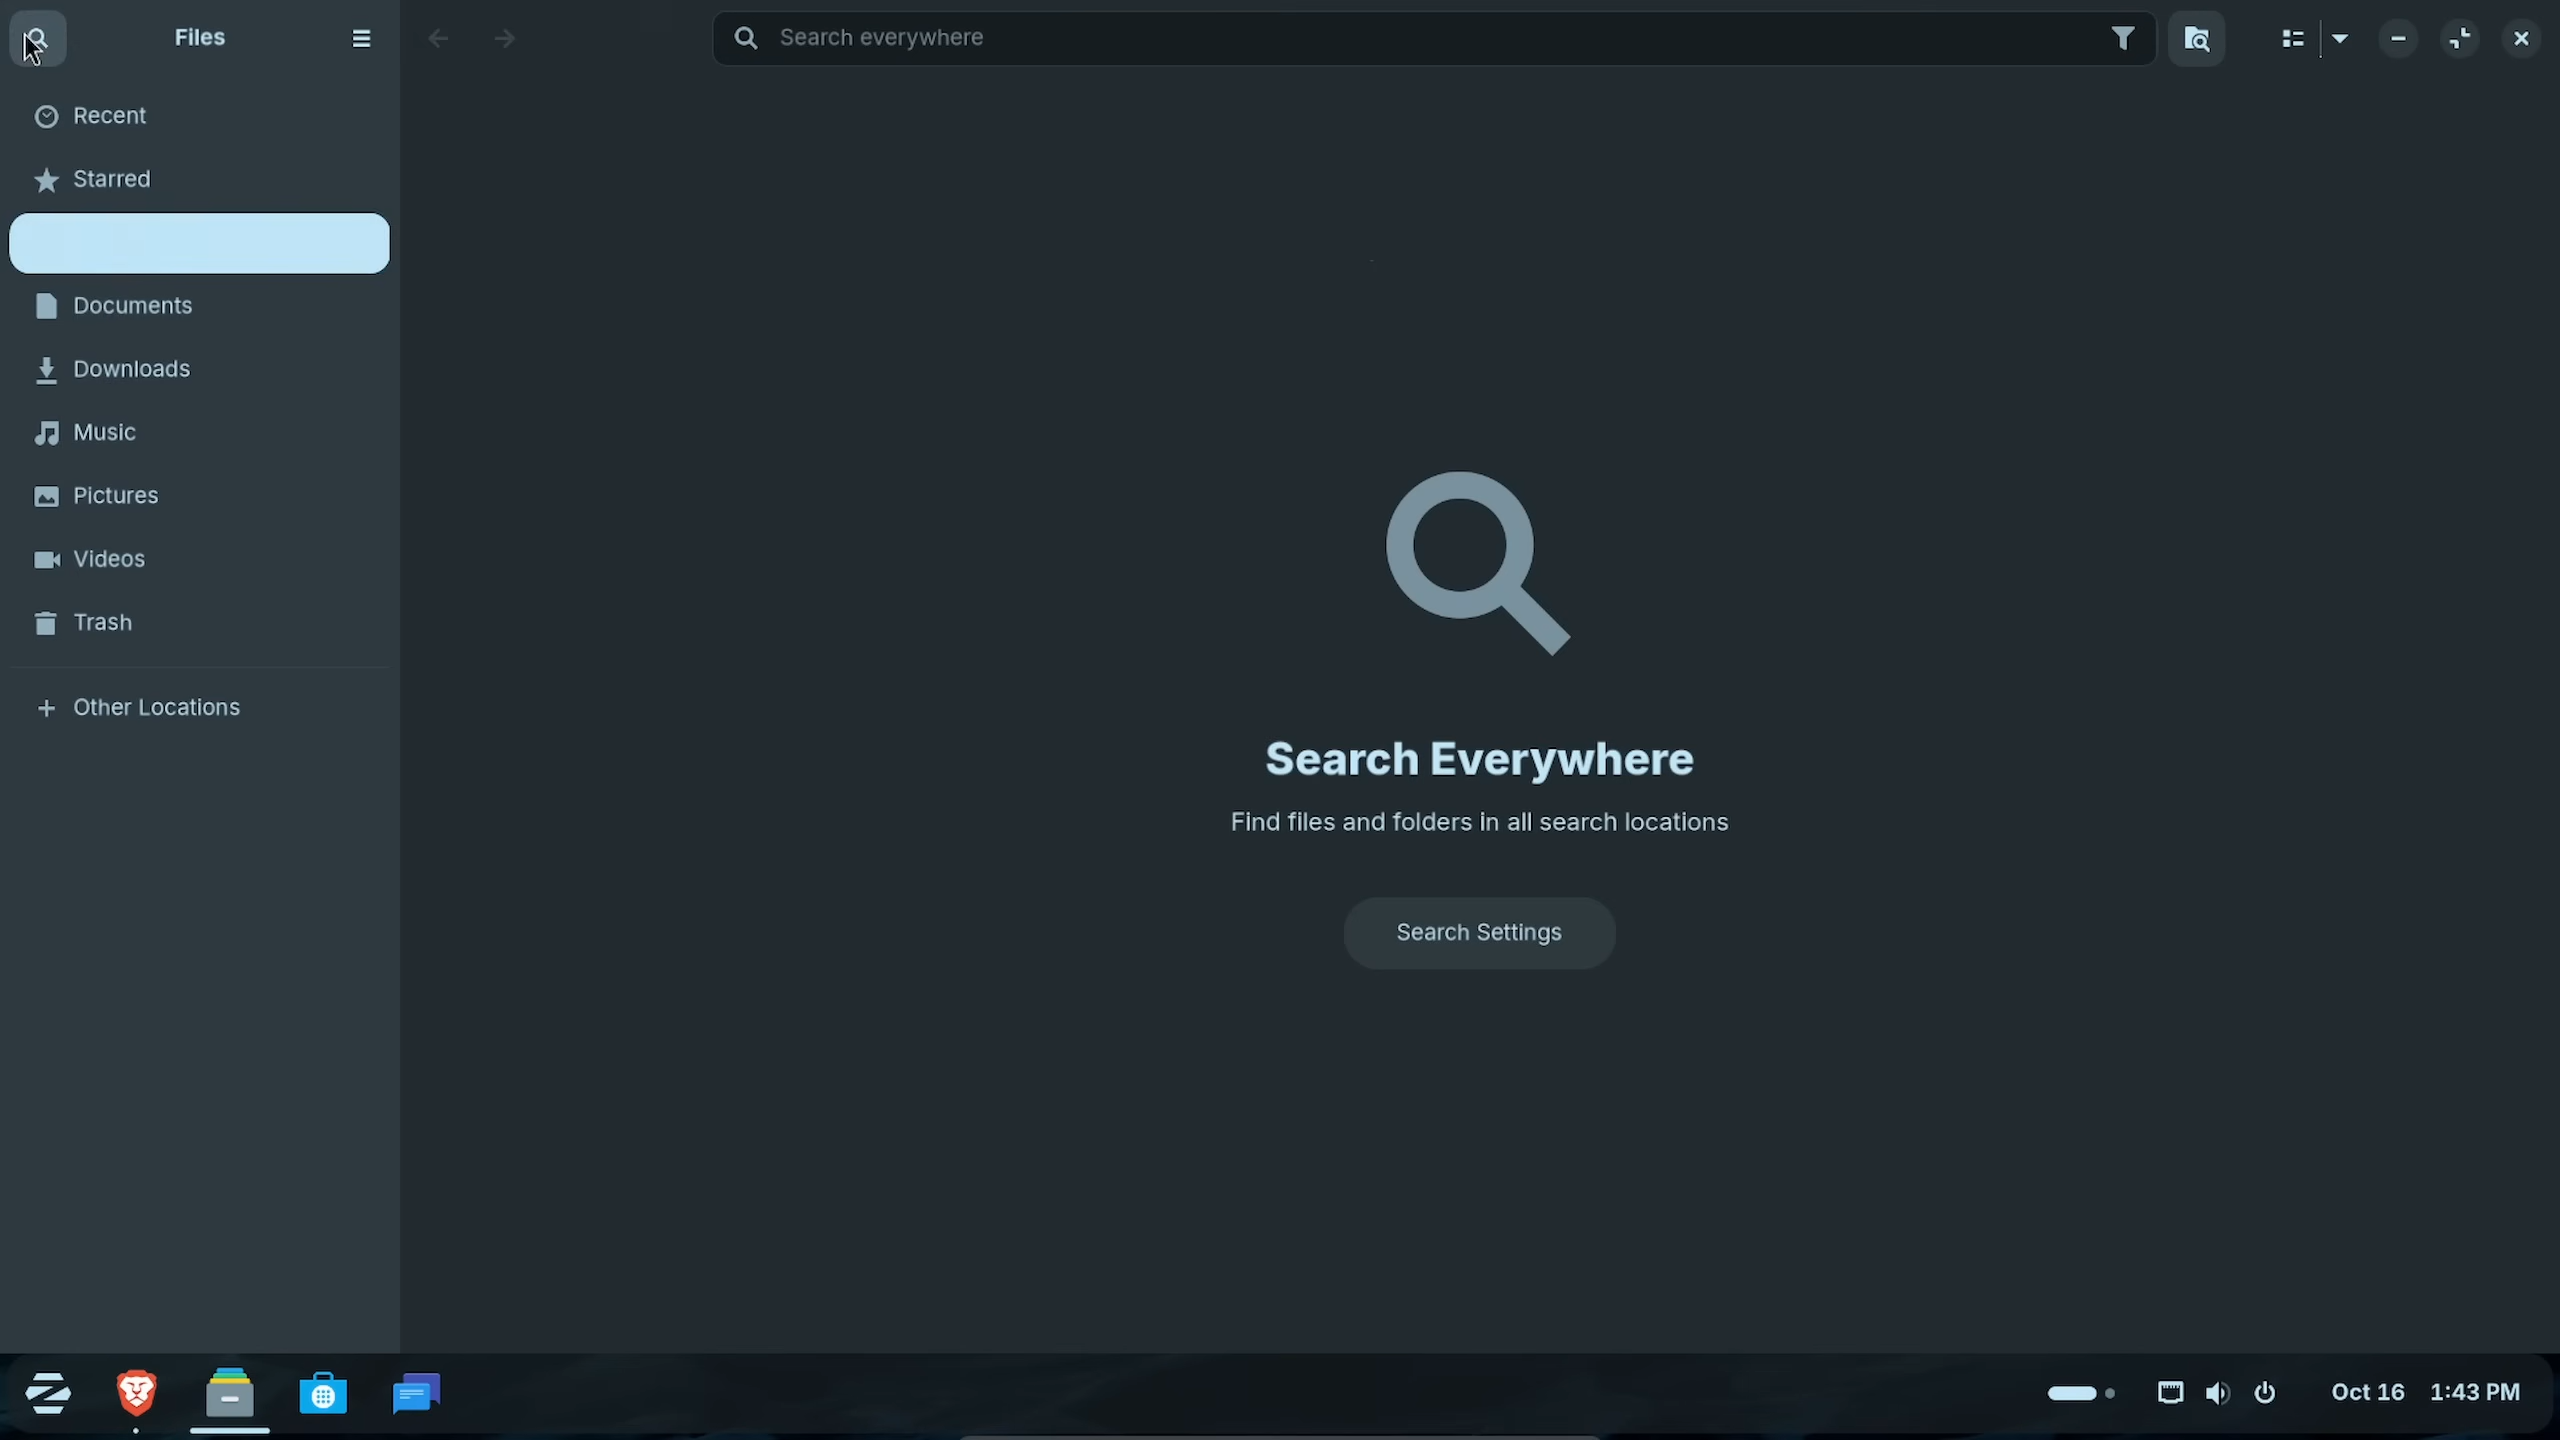 Files
Search everywhere
Recent
Starred
Documents
Downloads
Music
Pictures
Videos
Trash
Other Locations
Search Everywhere
Find files and folders in all search locations
Search Settings
Oct 16 1:43 PM